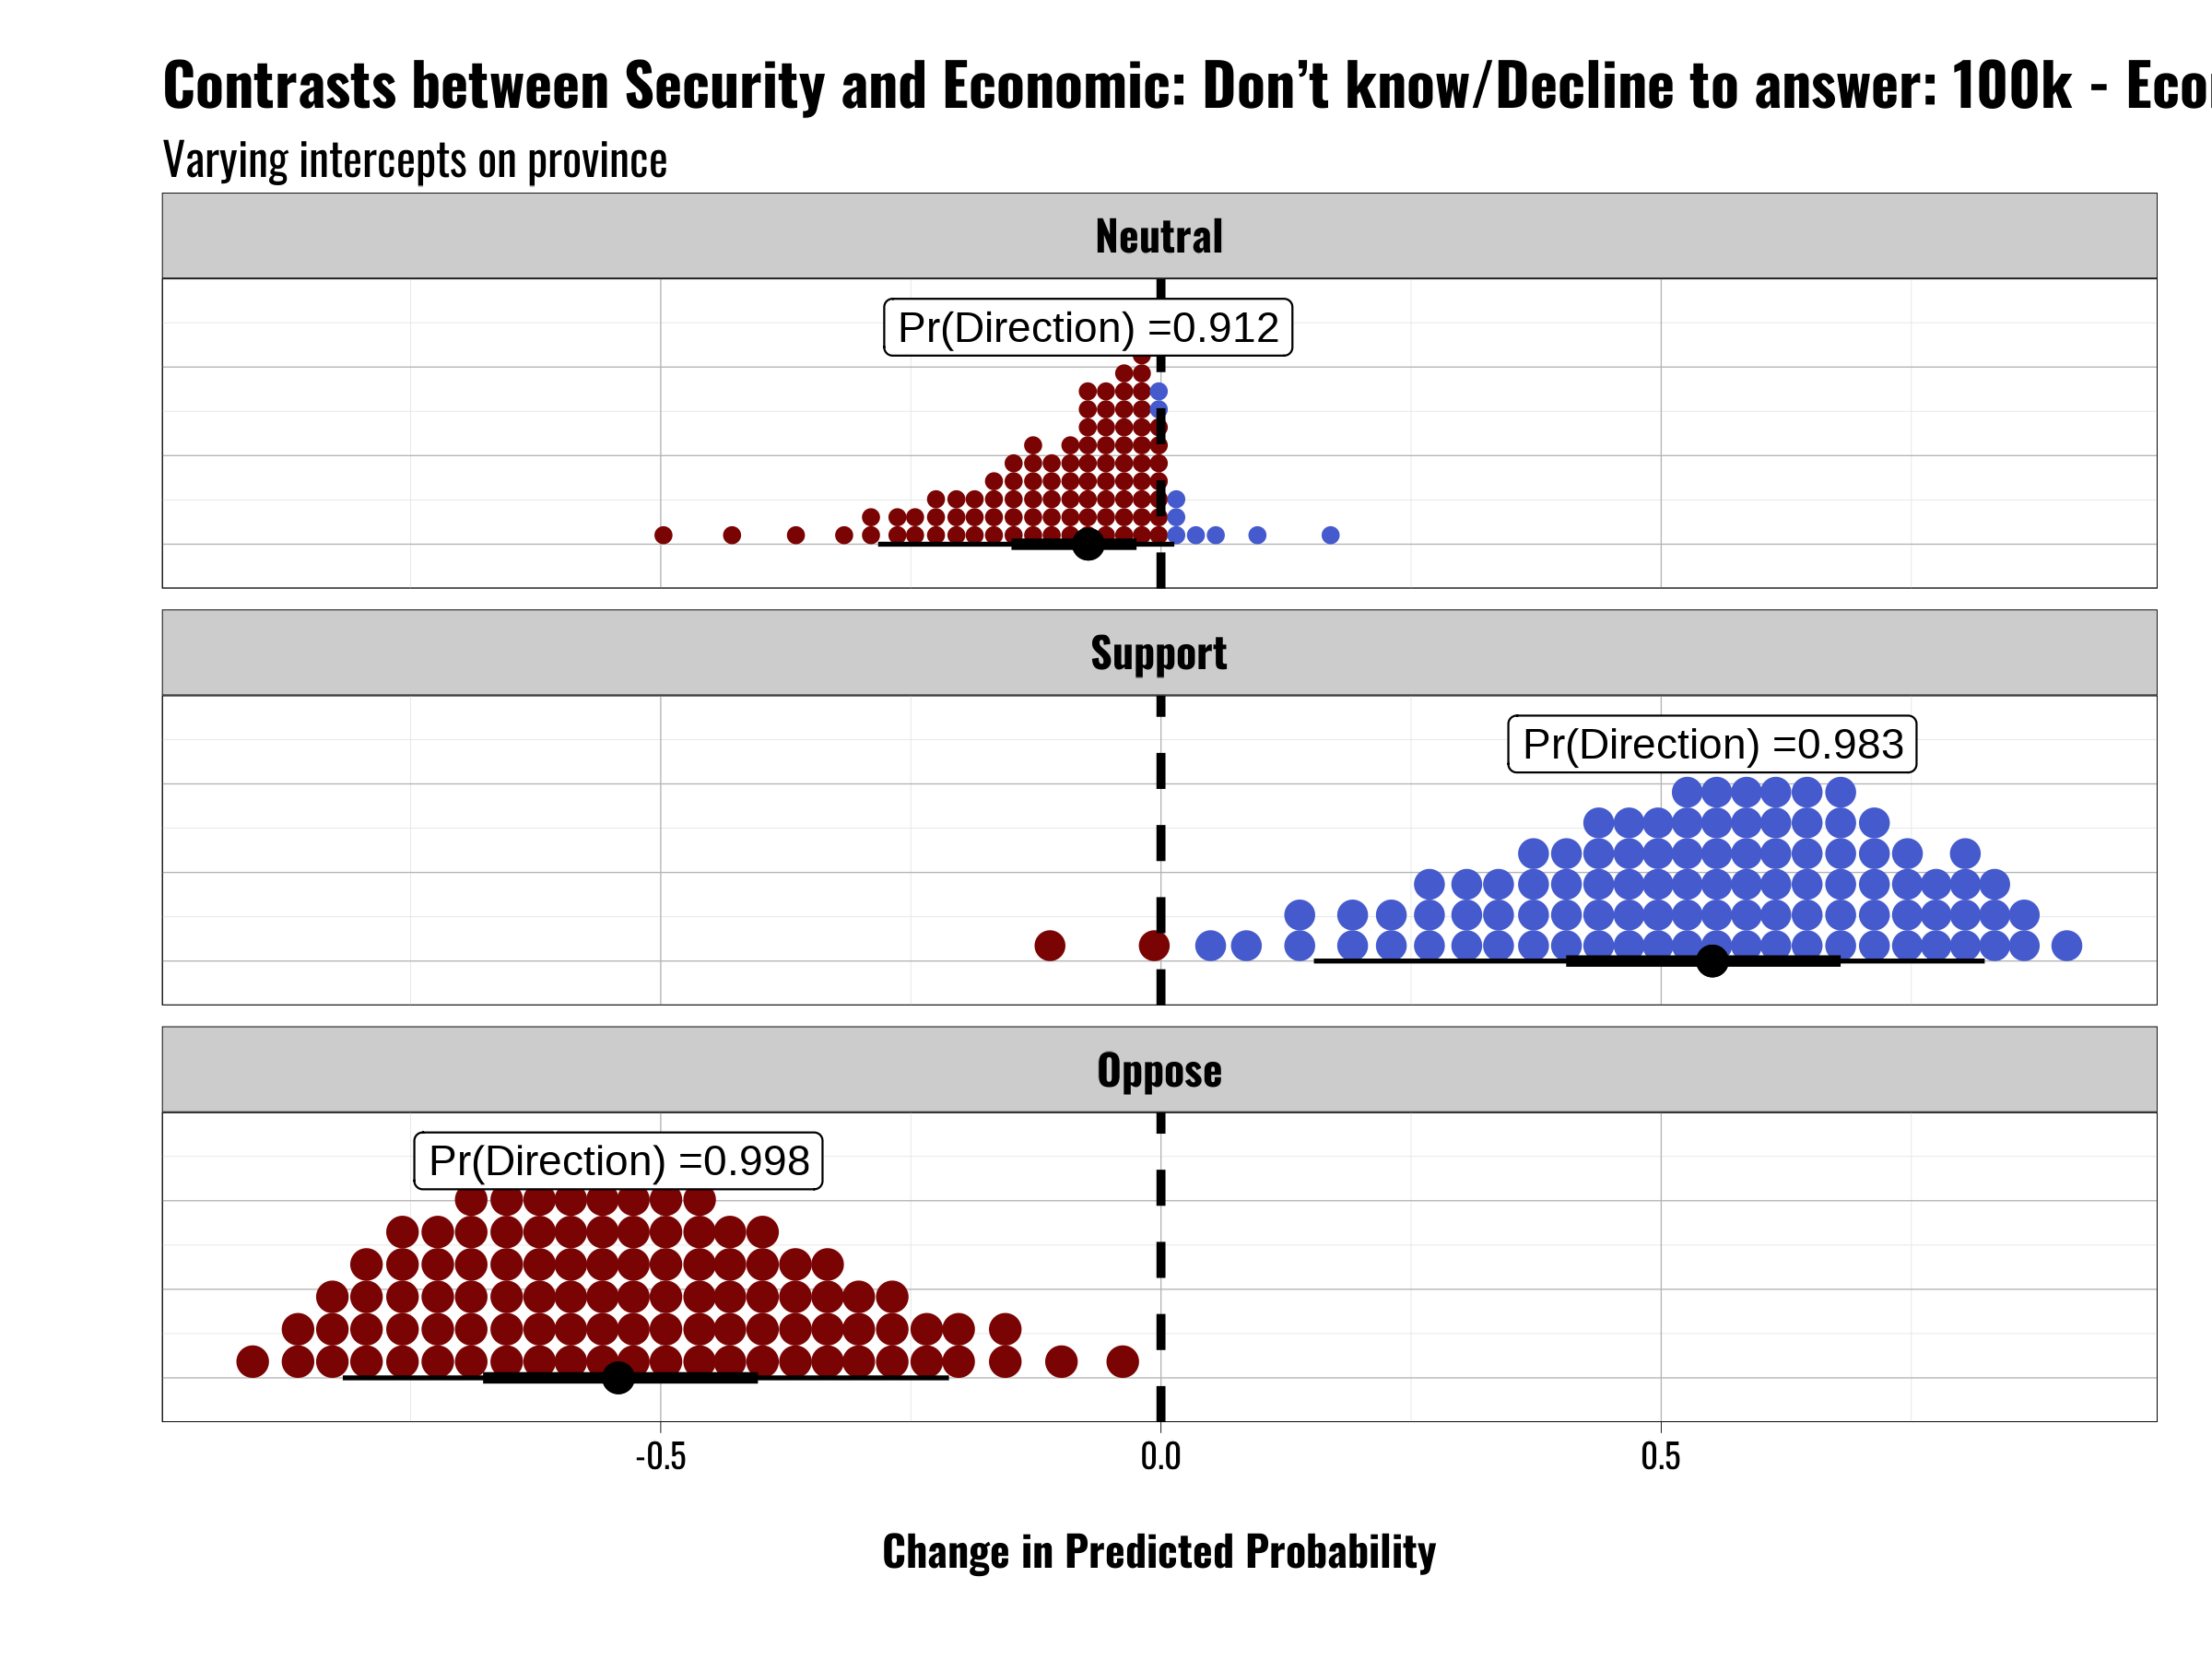 Contrasts between Security and Economic: Don’t know/Decline to answer: 100k -
Varying intercepts on province
Neutral
Pr(Direction) =0.912
Support
Pr(Direction) =0.983
Oppose
Pr(Direction) =0.998
-0.5 0.0 0.5
Change in Predicted Probability